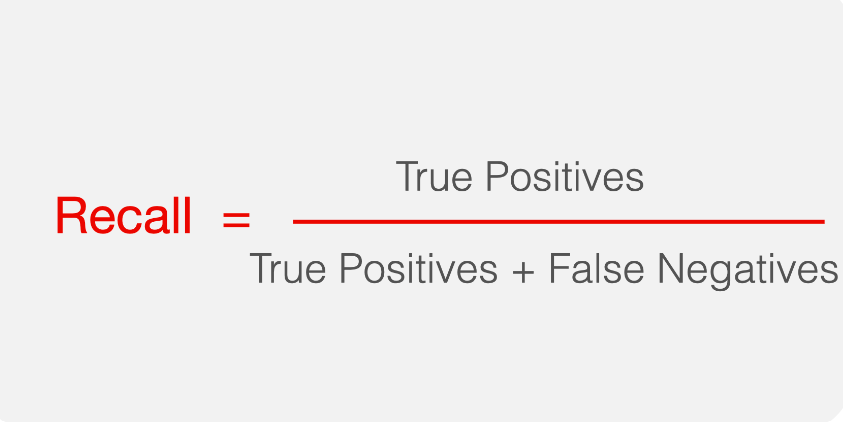 True Positives
Recall =
True Positives + False Negatives